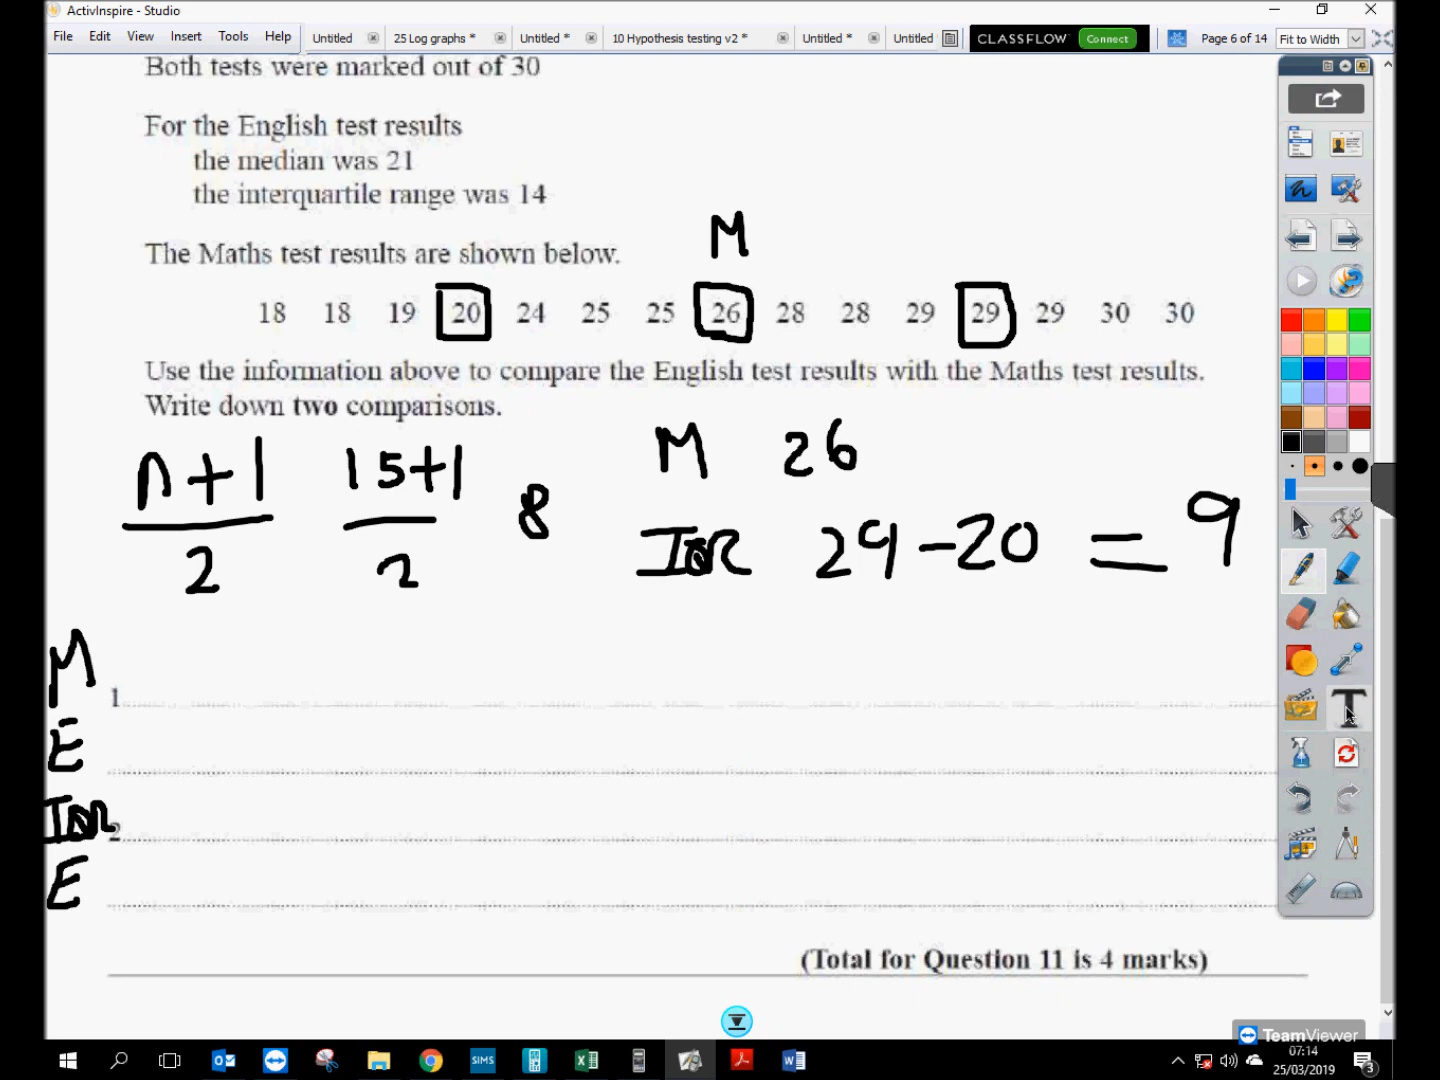 ActivInspire - Studio
File Edit View Insert Tools Help Untitled 25 Log graphs * Untitled * 10 Hypothesis testing v2 * Untitled * Untitled CLASSFLOW Connect Page 6 of 14 Fit to Width
Both tests were marked out of 30
For the English test results
the median was 21
the interquartile range was 14
M
The Maths test results are shown below.
18 18 19 20 24 25 25 26 28 28 29 29 29 30 30
Use the information above to compare the English test results with the Maths test results.
Write down two comparisons.
M 26
n+1 15+1 8
2 2
IQR 29-20 = 9
M
1
E
IQR
2
E
(Total for Question 11 is 4 marks)
TeamViewer
SIMS
07:14
25/03/2019
3